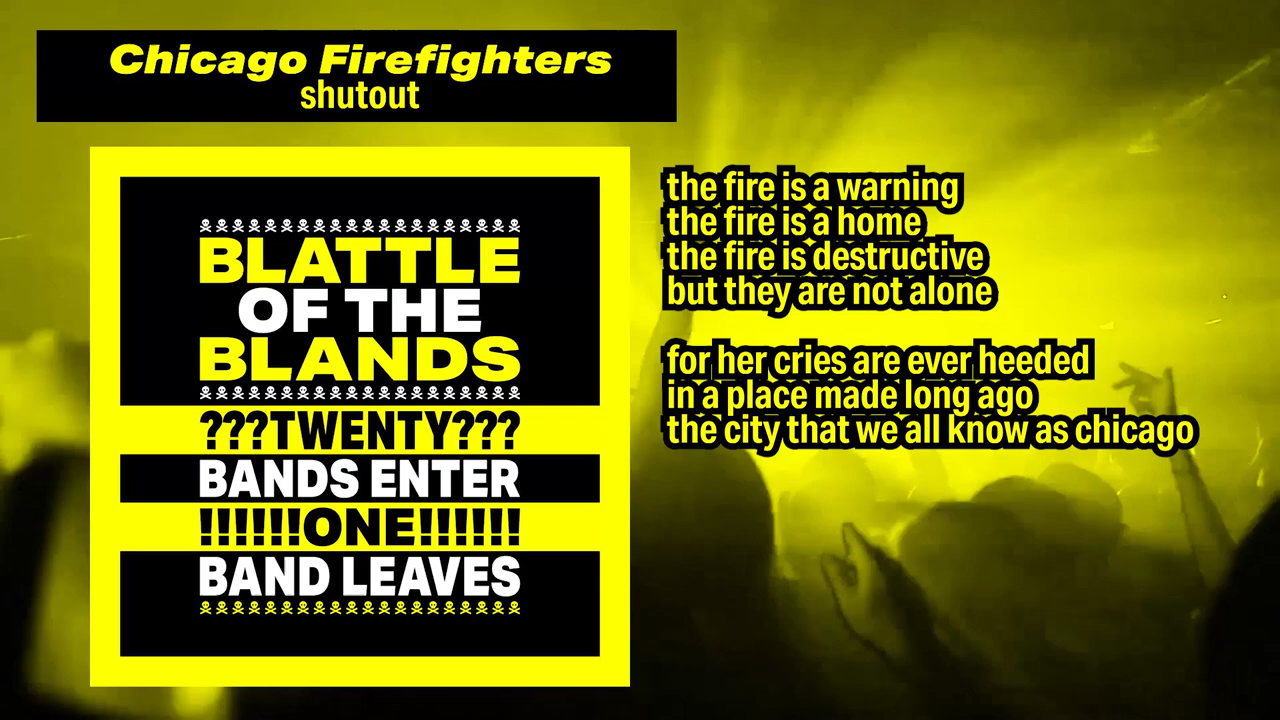 Chicago Firefighters
shutout
BLATTLE
OF THE
BLANDS
???TWENTY???
BANDS ENTER
!!!!!!ONE!!!!!!
BAND LEAVES
the fire is a warning
the fire is a home
the fire is destructive
but they are not alone
for her cries are ever heeded
in a place made long ago
the city that we all know as chicago